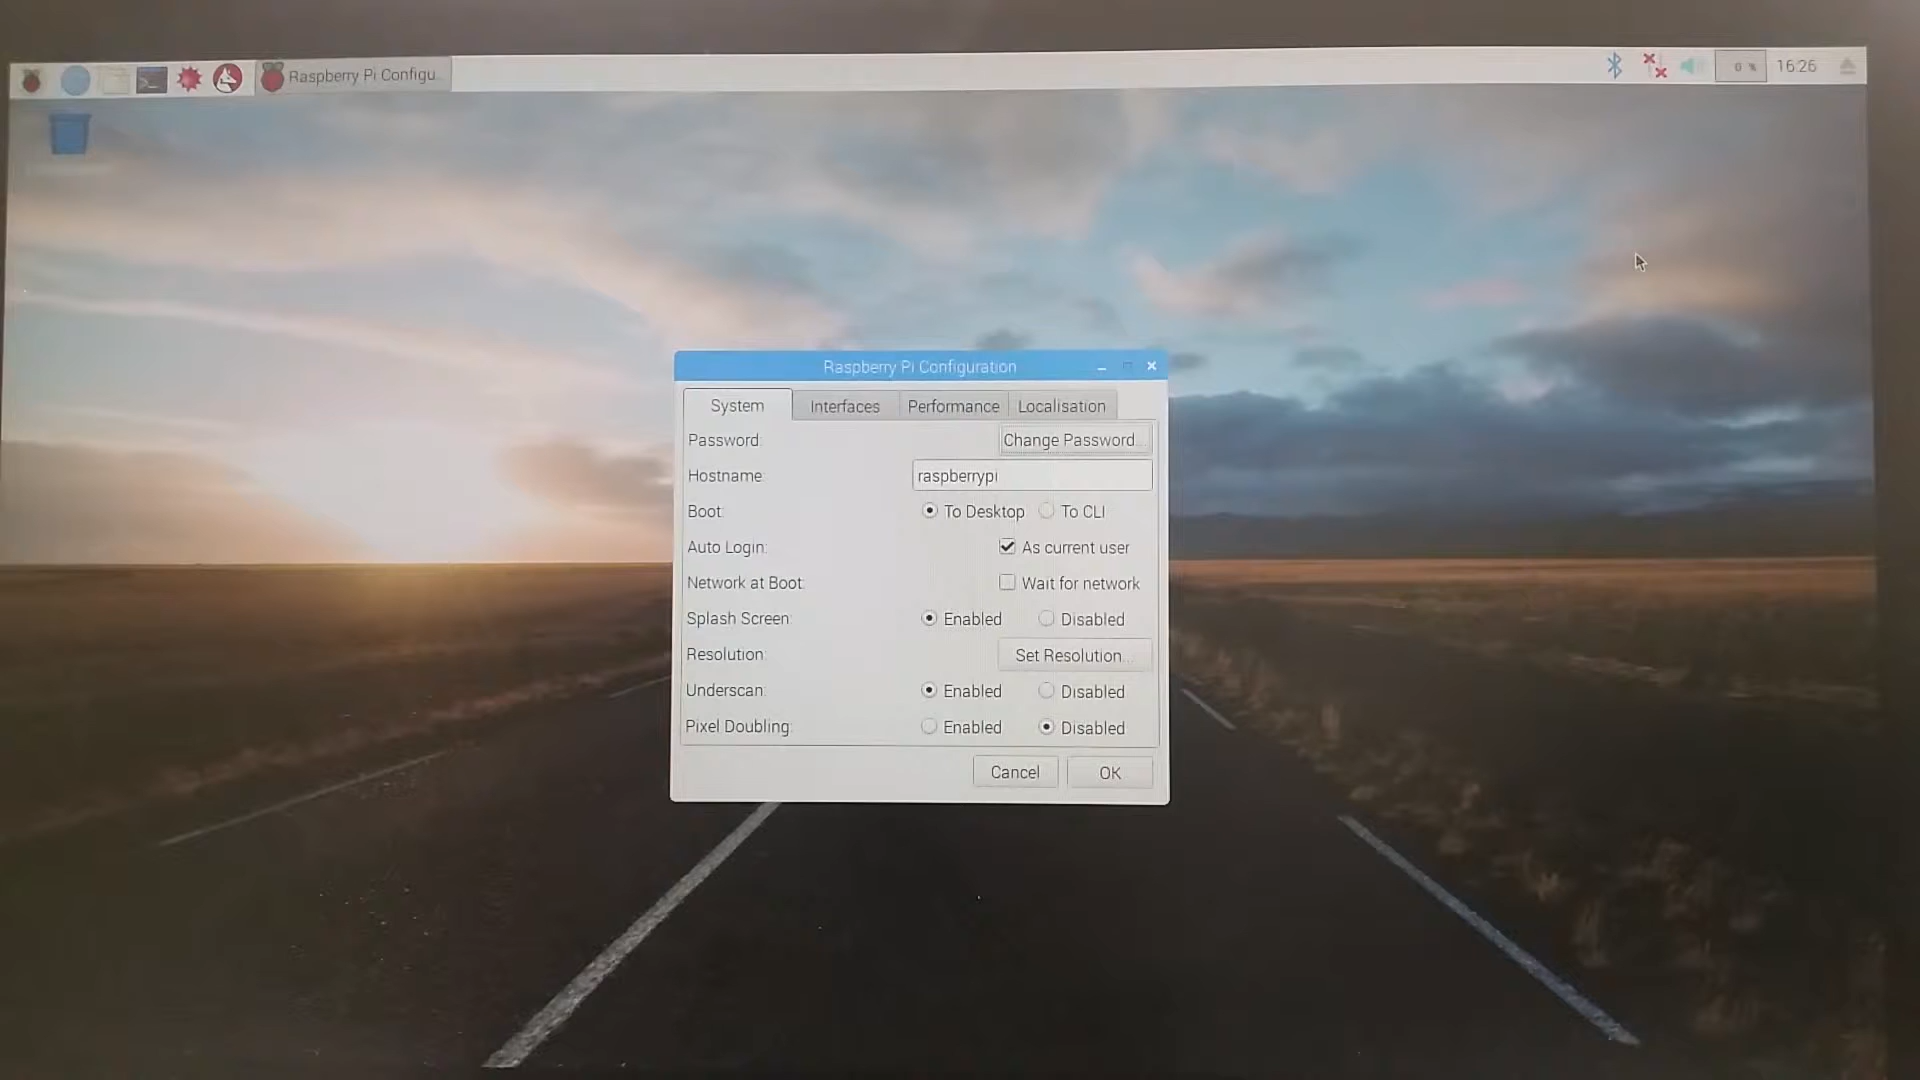 Raspberry Pi Configu...
0 %
16:26
Raspberry Pi Configuration
System Interfaces Performance Localisation
Password: Change Password...
Hostname: raspberrypi
Boot: To Desktop To CLI
Auto Login: As current user
Network at Boot: Wait for network
Splash Screen: Enabled Disabled
Resolution: Set Resolution...
Underscan: Enabled Disabled
Pixel Doubling: Enabled Disabled
Cancel OK